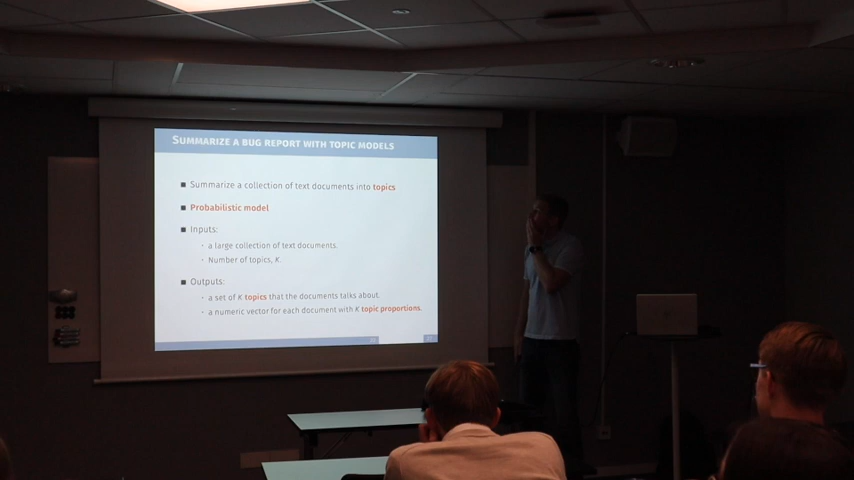 SUMMARIZE A BUG REPORT WITH TOPIC MODELS
■ Summarize a collection of text documents into topics
■ Probabilistic model
■ Inputs:
· a large collection of text documents.
· Number of topics, K.
■ Outputs:
· a set of K topics that the documents talks about.
· a numeric vector for each document with K topic proportions.